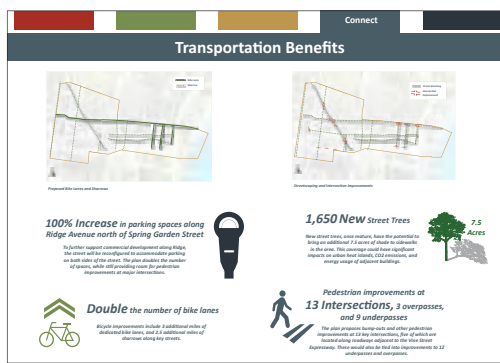 Connect
Transportation Benefits
Bike Lanes
Sharrows
Street Greening
Intersection
Improvements
Proposed Bike Lanes and Sharrows
Streetscaping and Intersection Improvements
100% Increase in parking spaces along
Ridge Avenue north of Spring Garden Street
To further support commercial development along Ridge,
the street will be reconfigured to accommodate parking
on both sides of the street. The plan doubles the number
of spaces, while still providing room for pedestrian
improvements at major intersections.
1,650 New Street Trees
New street trees, once mature, have the potential to
bring an additional 7.5 acres of shade to sidewalks
in the area. This coverage could have significant
impacts on urban heat islands, CO2 emissions, and
energy usage of adjacent buildings.
7.5
Acres
Double the number of bike lanes
Bicycle improvements include 3 additional miles of
dedicated bike lanes, and 2.5 additional miles of
sharrows along key streets.
Pedestrian improvements at
13 Intersections, 3 overpasses,
and 9 underpasses
The plan proposes bump-outs and other pedestrian
improvements at 13 key intersections, five of which are
located along roadways adjacent to the Vine Street
Expressway. These would also be tied into improvements to 12
underpasses and overpasses.